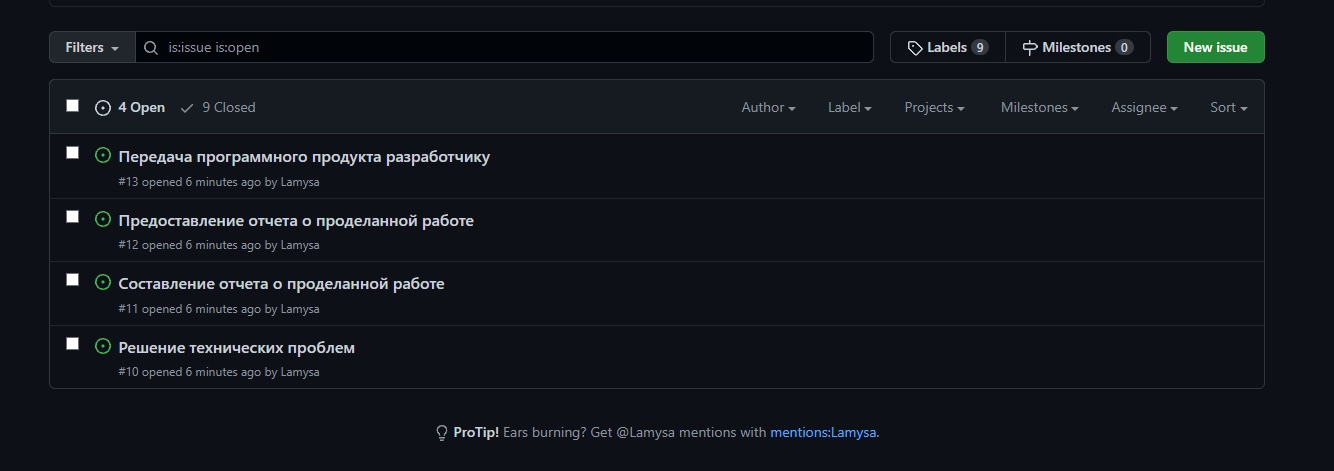 Filters is:issue is:open Labels 9 Milestones 0 New issue
4 Open 9 Closed Author Label Projects Milestones Assignee Sort
Передача программного продукта разработчику
#13 opened 6 minutes ago by Lamysa
Предоставление отчета о проделанной работе
#12 opened 6 minutes ago by Lamysa
Составление отчета о проделанной работе
#11 opened 6 minutes ago by Lamysa
Решение технических проблем
#10 opened 6 minutes ago by Lamysa
ProTip! Ears burning? Get @Lamysa mentions with mentions:Lamysa.